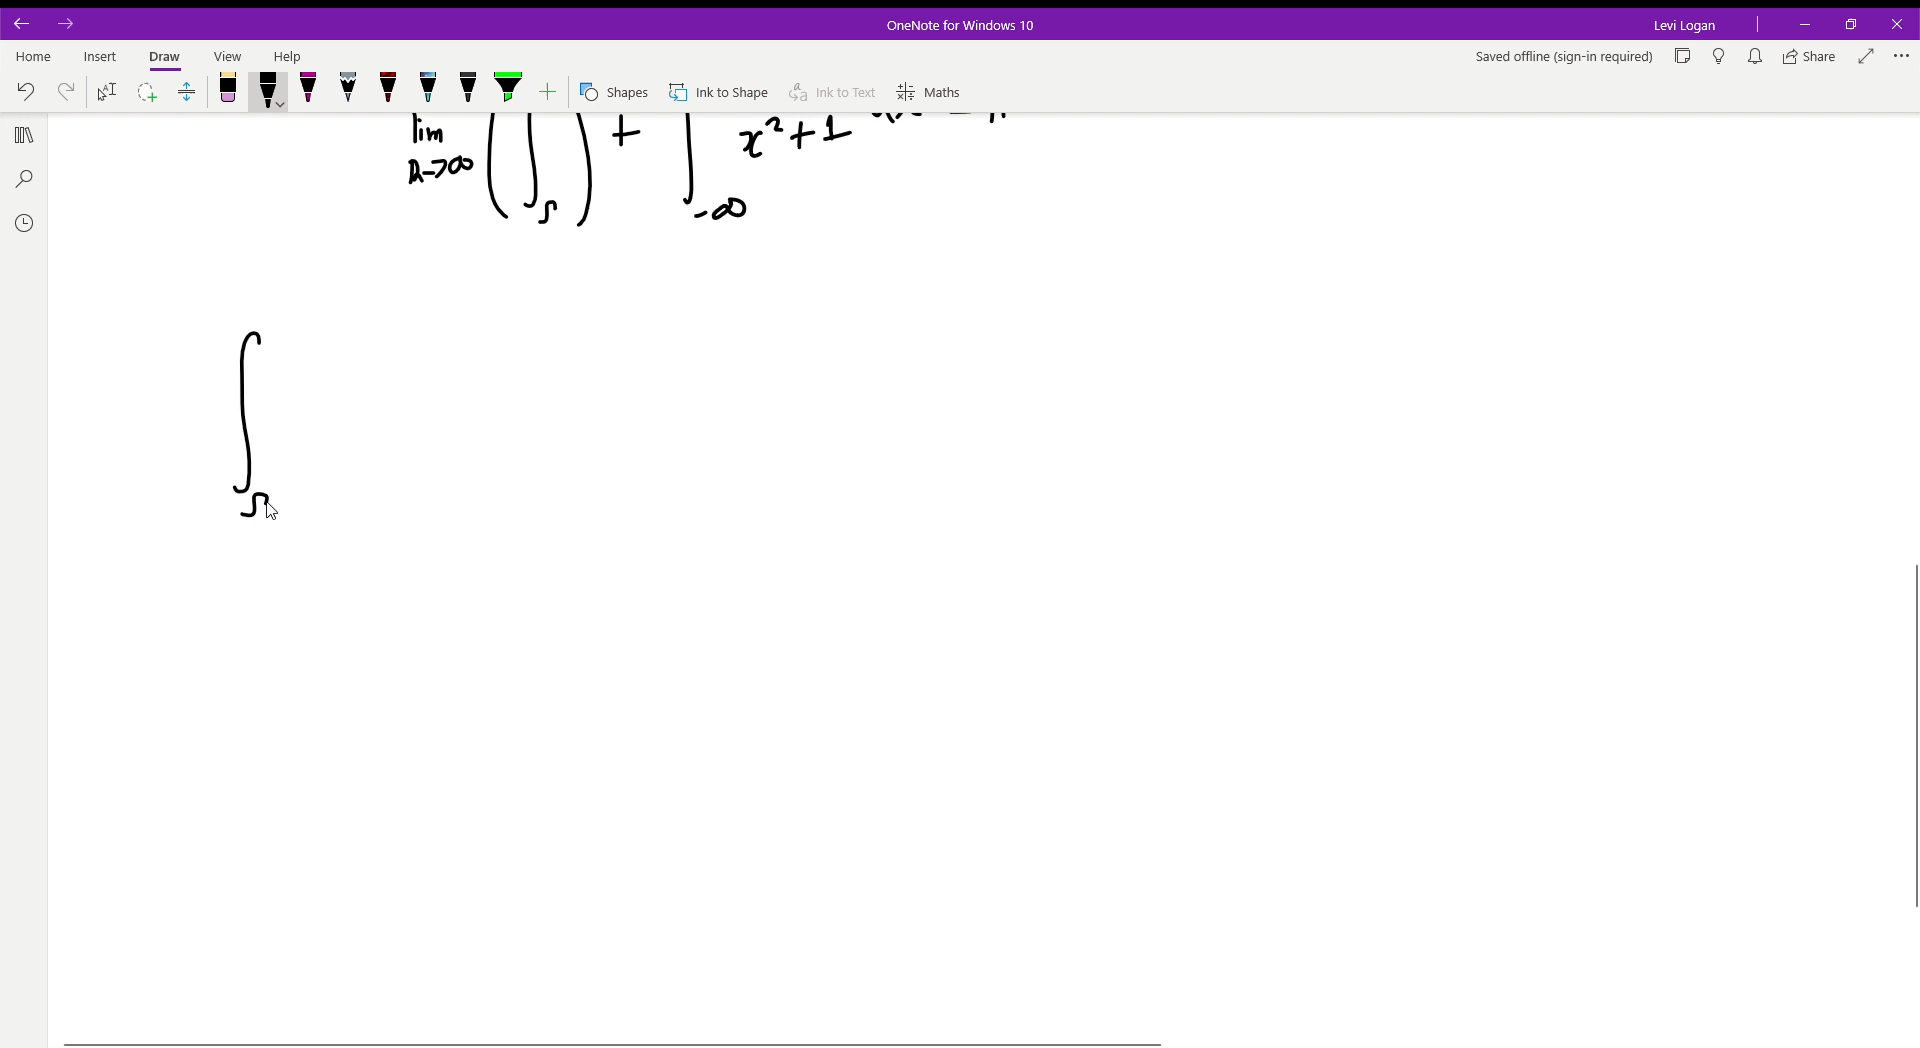 OneNote for Windows 10
Levi Logan
Home Insert Draw View Help
Saved offline (sign-in required)
Share
Shapes Ink to Shape Ink to Text Maths
lim
R→∞
( ∫
S
) + ∫
-∞
x²+1
∫
S